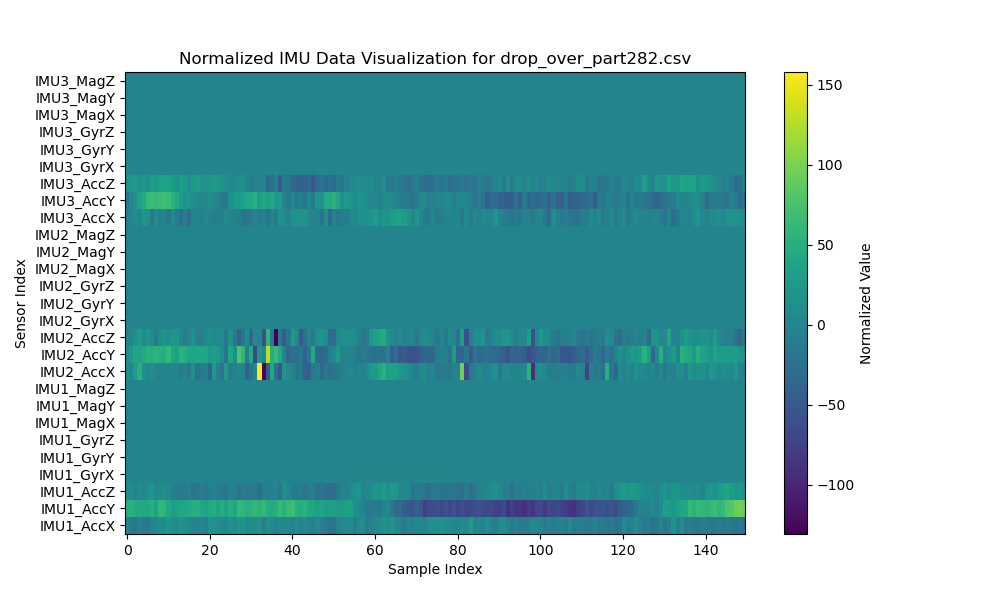 Normalized IMU Data Visualization for drop_over_part282.csv
IMU3_MagZ
IMU3_MagY
IMU3_MagX
IMU3_GyrZ
IMU3_GyrY
IMU3_GyrX
IMU3_AccZ
IMU3_AccY
IMU3_AccX
IMU2_MagZ
IMU2_MagY
IMU2_MagX
IMU2_GyrZ
IMU2_GyrY
IMU2_GyrX
IMU2_AccZ
IMU2_AccY
IMU2_AccX
IMU1_MagZ
IMU1_MagY
IMU1_MagX
IMU1_GyrZ
IMU1_GyrY
IMU1_GyrX
IMU1_AccZ
IMU1_AccY
IMU1_AccX
Sensor Index
0 20 40 60 80 100 120 140
Sample Index
150
100
50
0
−50
−100
Normalized Value